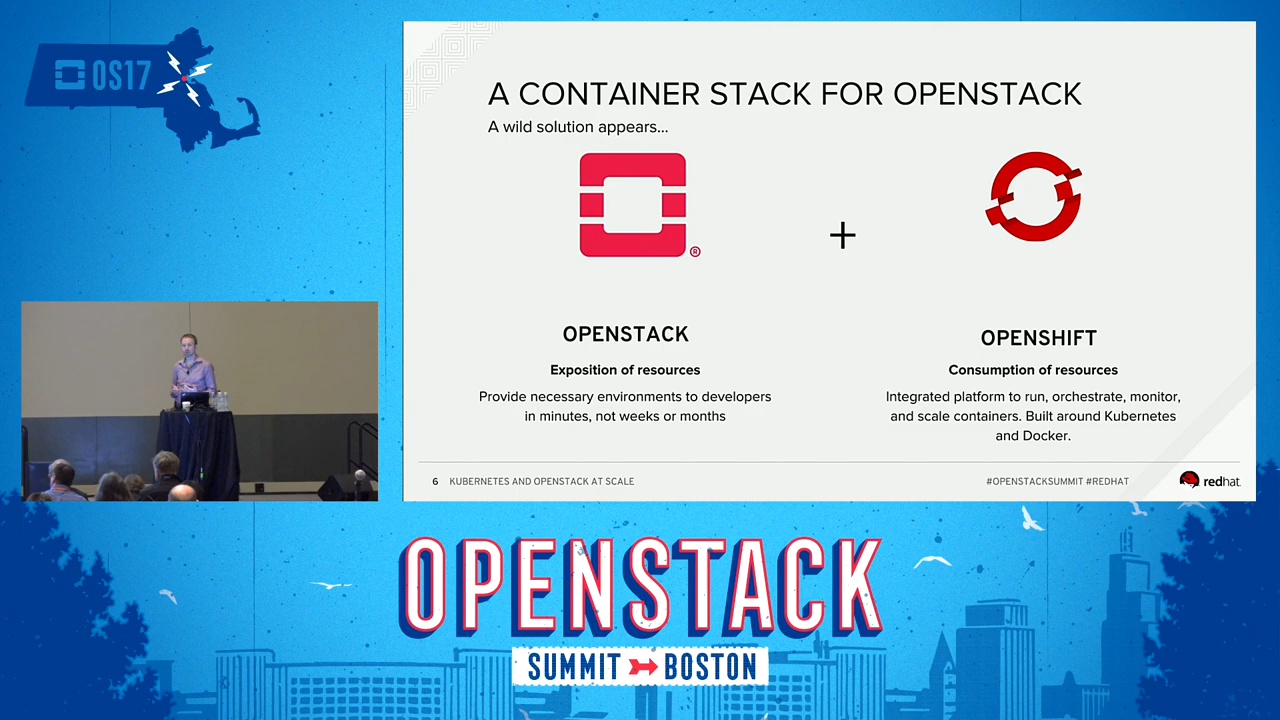 OS17
A CONTAINER STACK FOR OPENSTACK
A wild solution appears...
®
+
OPENSTACK
Exposition of resources
Provide necessary environments to developers
in minutes, not weeks or months
OPENSHIFT
Consumption of resources
Integrated platform to run, orchestrate, monitor,
and scale containers. Built around Kubernetes
and Docker.
6 KUBERNETES AND OPENSTACK AT SCALE
#OPENSTACKSUMMIT #REDHAT
redhat.
OPENSTACK
SUMMIT BOSTON